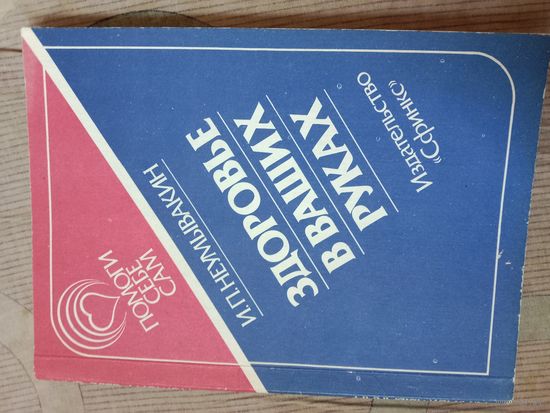 ПОМОГИ
СЕБЕ
САМ
И.П.НЕУМЫВАКИН
ЗДОРОВЬЕ
В ВАШИХ
РУКАХ
ИЗДАТЕЛЬСТВО
«СФИНКС»